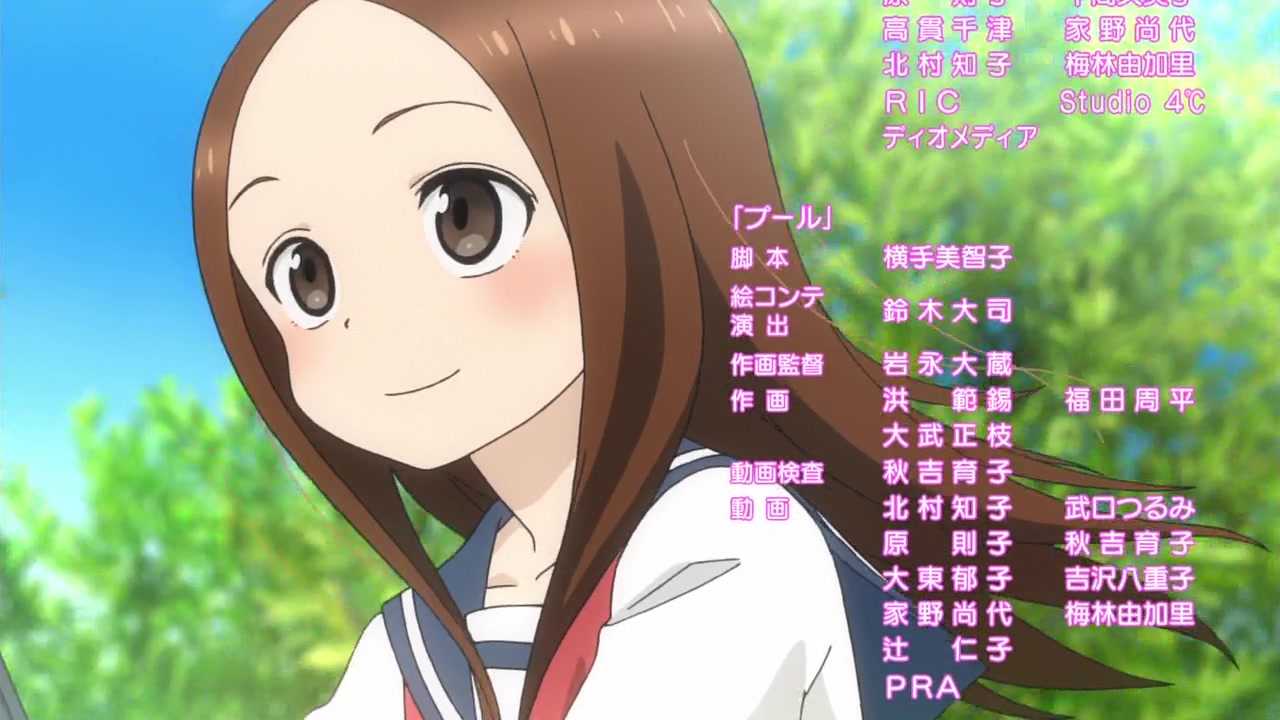 高貫千津 家野尚代
北村知子 梅林由加里
RIC Studio 4℃
ディオメディア
「プール」
脚本 横手美智子
絵コンテ
演出 鈴木大司
作画監督 岩永大蔵
作画 洪 範錫 福田周平
大武正枝
動画検査 秋吉育子
動画 北村知子 武口つるみ
原 則子 秋吉育子
大東郁子 吉沢八重子
家野尚代 梅林由加里
辻 仁子
PRA